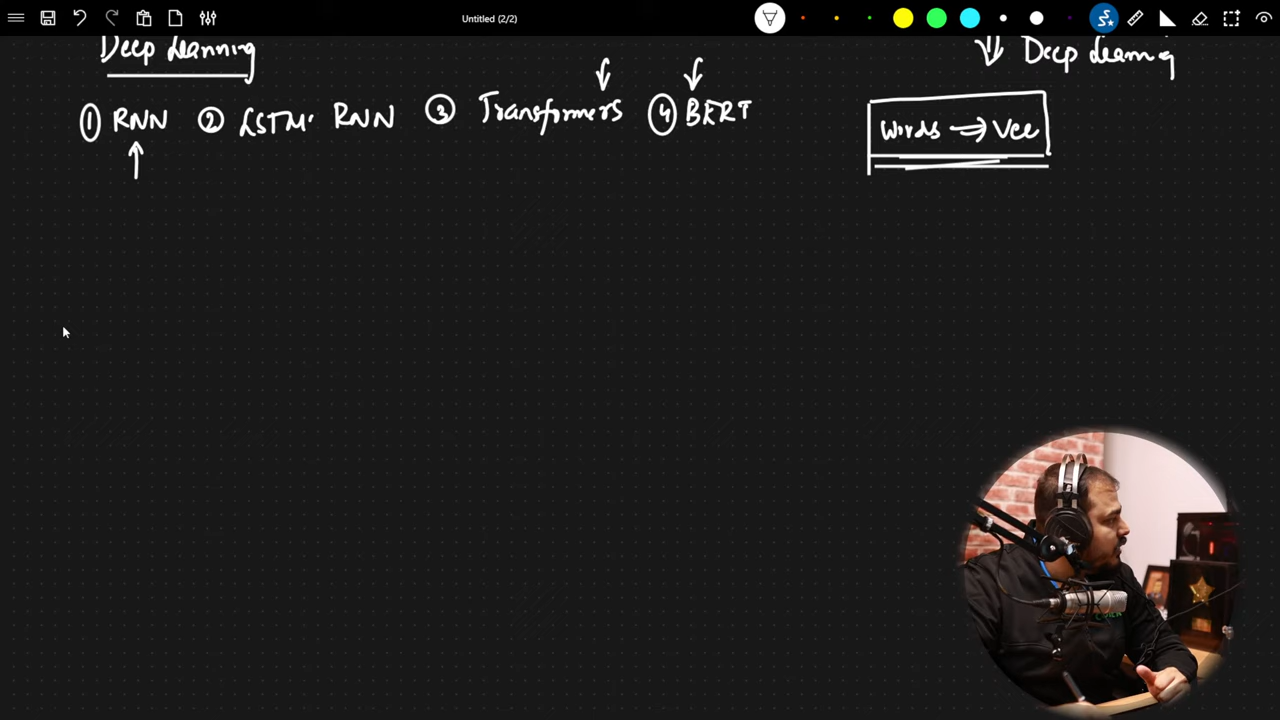 Untitled (2/2)
Deep Learning
① RNN ② LSTM RNN ③ Transformers ④ BERT
Deep Learning
Words ⇒ Vec